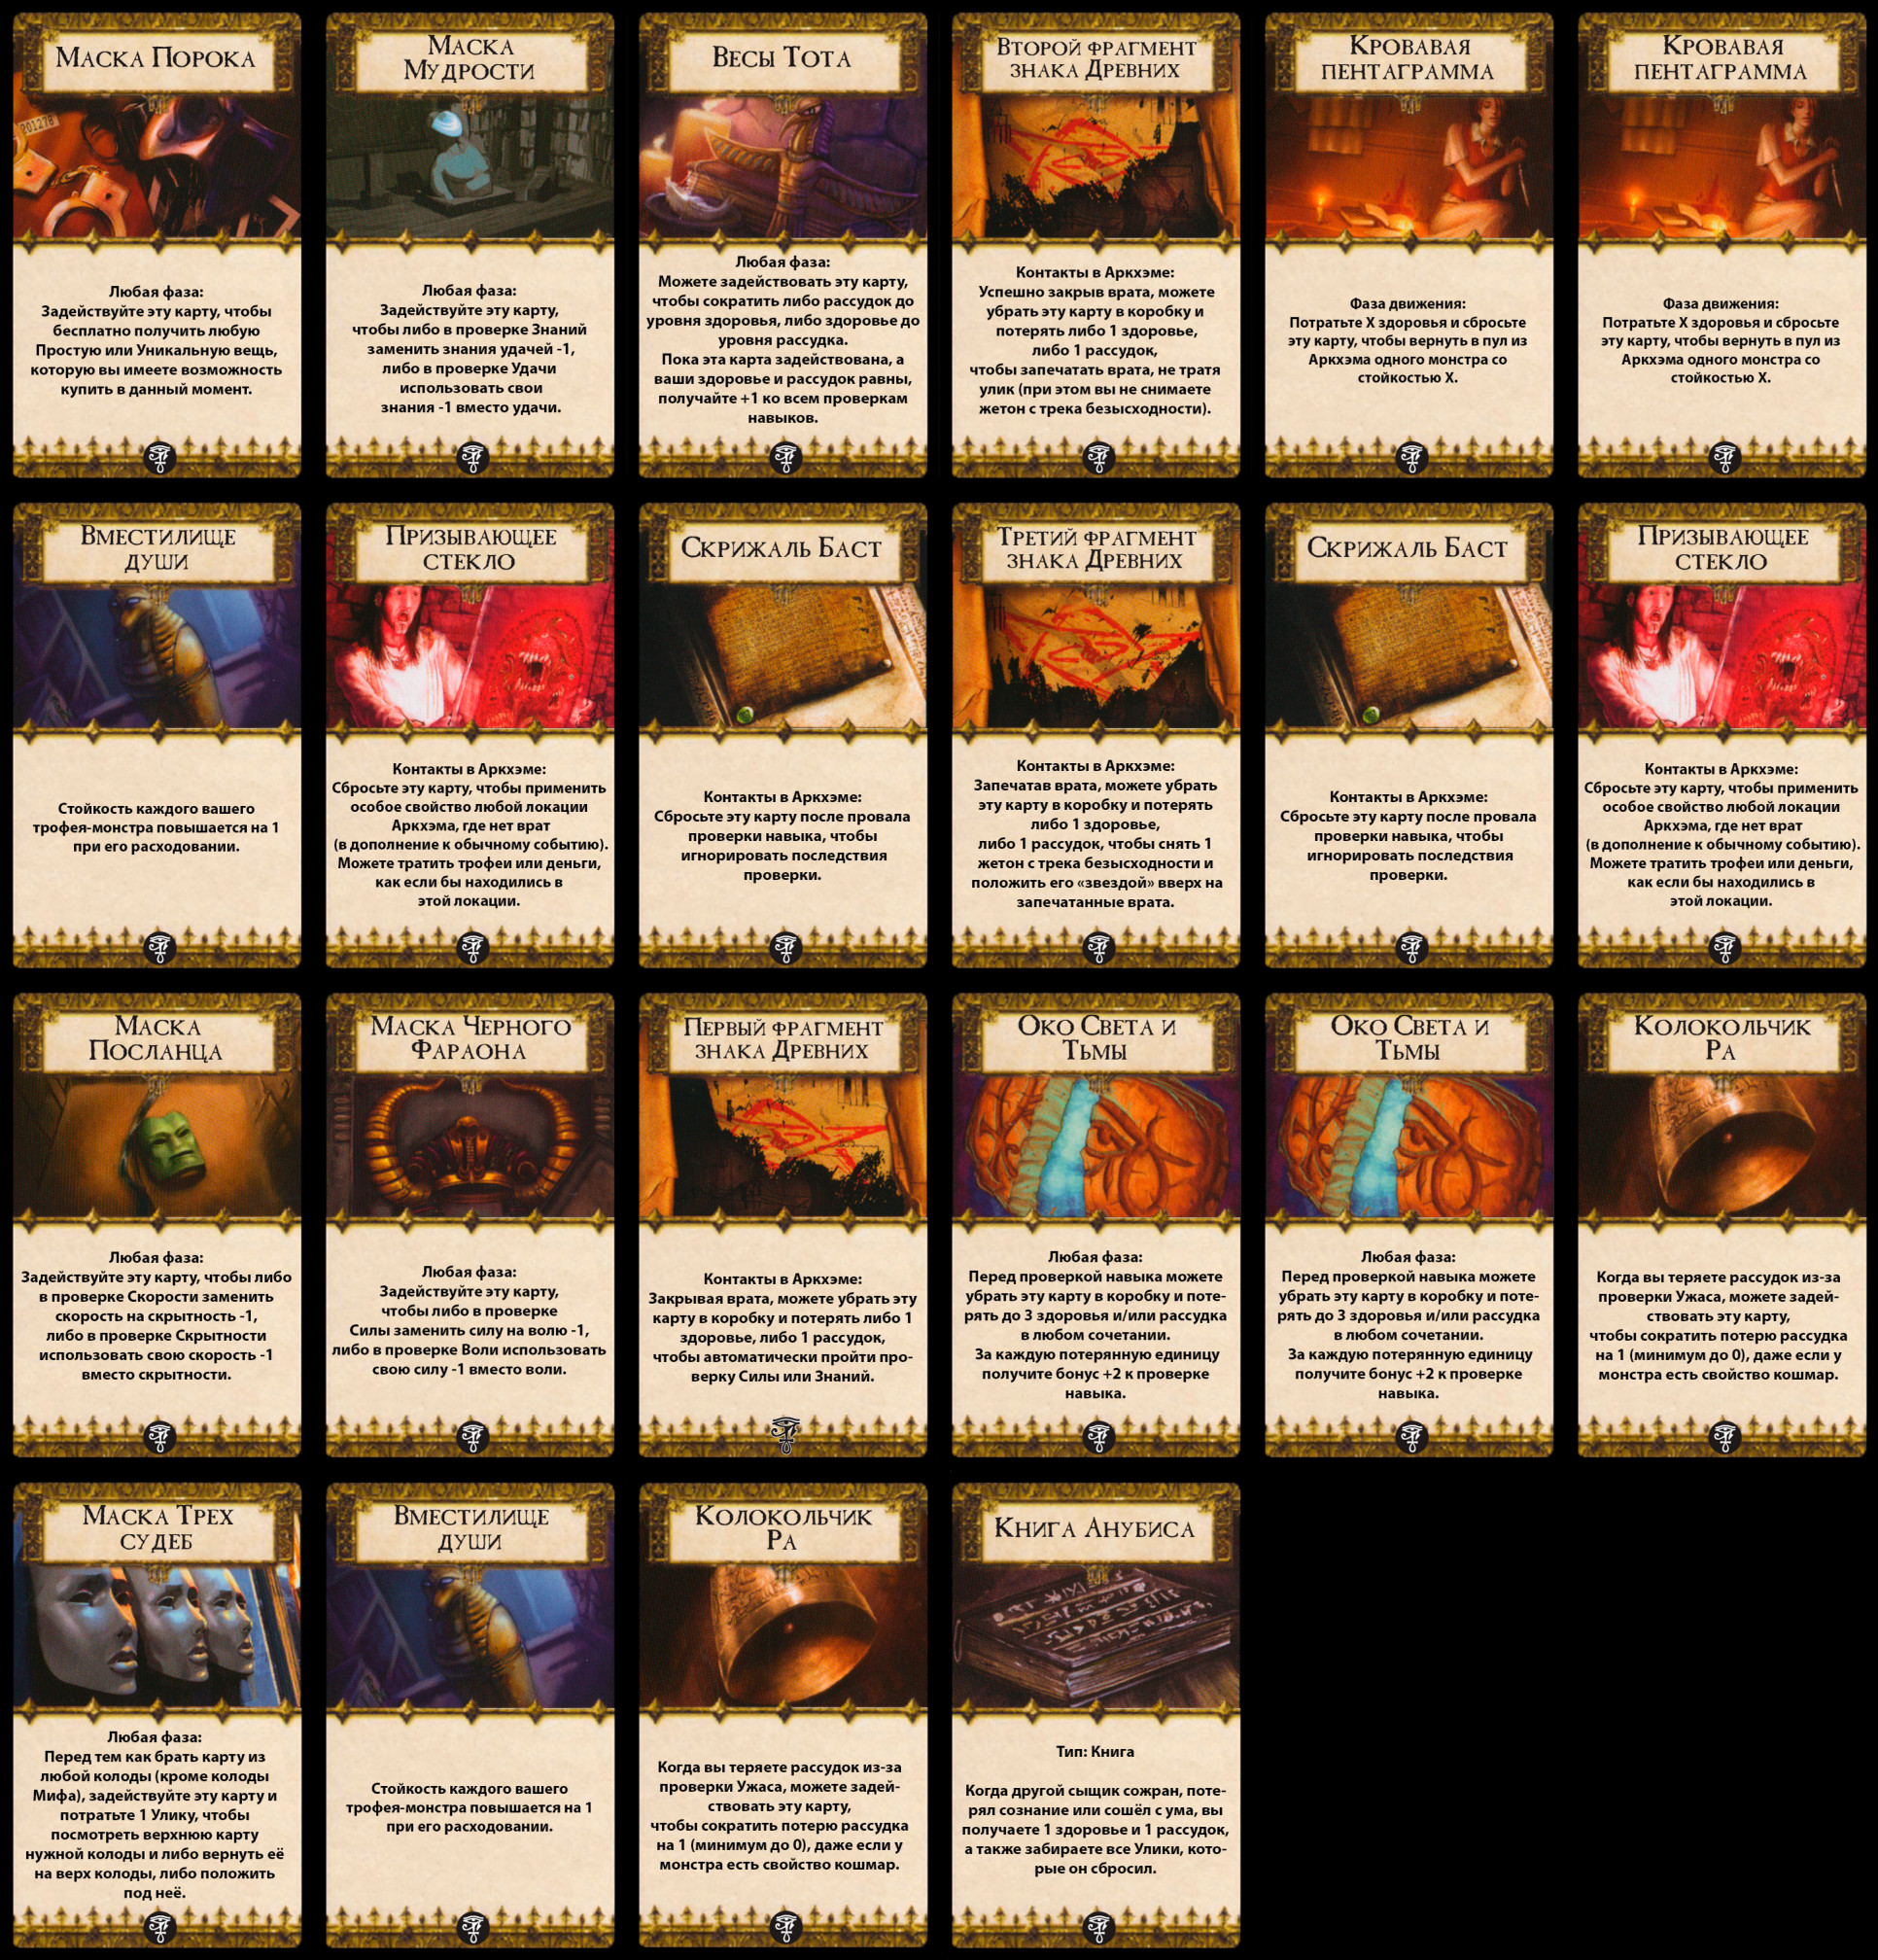 Маска Порока
301276
Любая фаза:
Задействуйте эту карту, чтобы
бесплатно получить любую
Простую или Уникальную вещь,
которую вы имеете возможность
купить в данный момент.
Маска
Мудрости
Любая фаза:
Задействуйте эту карту,
чтобы либо в проверке Знаний
заменить знания удачей -1,
либо в проверке Удачи
использовать свои
знания -1 вместо удачи.
Весы Тота
Любая фаза:
Можете задействовать эту карту,
чтобы сократить либо рассудок до
уровня здоровья, либо здоровье до
уровня рассудка.
Пока эта карта задействована, а
ваши здоровье и рассудок равны,
получайте +1 ко всем проверкам
навыков.
Второй фрагмент
знака Древних
Контакты в Аркхэме:
Успешно закрыв врата, можете
убрать эту карту в коробку и
потерять либо 1 здоровье,
либо 1 рассудок,
чтобы запечатать врата, не тратя
улик (при этом вы не снимаете
жетон с трека безысходности).
Кровавая
пентаграмма
Фаза движения:
Потратьте X здоровья и сбросьте
эту карту, чтобы вернуть в пул из
Аркхэма одного монстра со
стойкостью X.
Кровавая
пентаграмма
Фаза движения:
Потратьте X здоровья и сбросьте
эту карту, чтобы вернуть в пул из
Аркхэма одного монстра со
стойкостью X.
Вместилище
души
Стойкость каждого вашего
трофея-монстра повышается на 1
при его расходовании.
Призывающее
стекло
Контакты в Аркхэме:
Сбросьте эту карту, чтобы применить
особое свойство любой локации
Аркхэма, где нет врат
(в дополнение к обычному событию).
Можете тратить трофеи или деньги,
как если бы находились в
этой локации.
Скрижаль Баст
Контакты в Аркхэме:
Сбросьте эту карту после провала
проверки навыка, чтобы
игнорировать последствия
проверки.
Третий фрагмент
знака Древних
Контакты в Аркхэме:
Запечатав врата, можете убрать
эту карту в коробку и потерять
либо 1 здоровье,
либо 1 рассудок, чтобы снять 1
жетон с трека безысходности и
положить его «звездой» вверх на
запечатанные врата.
Скрижаль Баст
Контакты в Аркхэме:
Сбросьте эту карту после провала
проверки навыка, чтобы
игнорировать последствия
проверки.
Призывающее
стекло
Контакты в Аркхэме:
Сбросьте эту карту, чтобы применить
особое свойство любой локации
Аркхэма, где нет врат
(в дополнение к обычному событию).
Можете тратить трофеи или деньги,
как если бы находились в
этой локации.
Маска
Посланца
Любая фаза:
Задействуйте эту карту, чтобы либо
в проверке Скорости заменить
скорость на скрытность -1,
либо в проверке Скрытности
использовать свою скорость -1
вместо скрытности.
Маска Черного
Фараона
Любая фаза:
Задействуйте эту карту,
чтобы либо в проверке
Силы заменить силу на волю -1,
либо в проверке Воли использовать
свою силу -1 вместо воли.
Первый фрагмент
знака Древних
Контакты в Аркхэме:
Закрывая врата, можете убрать эту
карту в коробку и потерять либо 1
здоровье, либо 1 рассудок,
чтобы автоматически пройти про-
верку Силы или Знаний.
Око Света и
Тьмы
Любая фаза:
Перед проверкой навыка можете
убрать эту карту в коробку и поте-
рять до 3 здоровья и/или рассудка
в любом сочетании.
За каждую потерянную единицу
получите бонус +2 к проверке
навыка.
Око Света и
Тьмы
Любая фаза:
Перед проверкой навыка можете
убрать эту карту в коробку и поте-
рять до 3 здоровья и/или рассудка
в любом сочетании.
За каждую потерянную единицу
получите бонус +2 к проверке
навыка.
Колокольчик
Ра
Когда вы теряете рассудок из-за
проверки Ужаса, можете задей-
ствовать эту карту,
чтобы сократить потерю рассудка
на 1 (минимум до 0), даже если у
монстра есть свойство кошмар.
Маска Трех
судеб
Любая фаза:
Перед тем как брать карту из
любой колоды (кроме колоды
Мифа), задействуйте эту карту и
потратьте 1 Улику, чтобы
посмотреть верхнюю карту
нужной колоды и либо вернуть её
на верх колоды, либо положить
под неё.
Вместилище
души
Стойкость каждого вашего
трофея-монстра повышается на 1
при его расходовании.
Колокольчик
Ра
Когда вы теряете рассудок из-за
проверки Ужаса, можете задей-
ствовать эту карту,
чтобы сократить потерю рассудка
на 1 (минимум до 0), даже если у
монстра есть свойство кошмар.
Книга Анубиса
Тип: Книга
Когда другой сыщик сожран, поте-
рял сознание или сошёл с ума, вы
получаете 1 здоровье и 1 рассудок,
а также забираете все Улики, кото-
рые он сбросил.